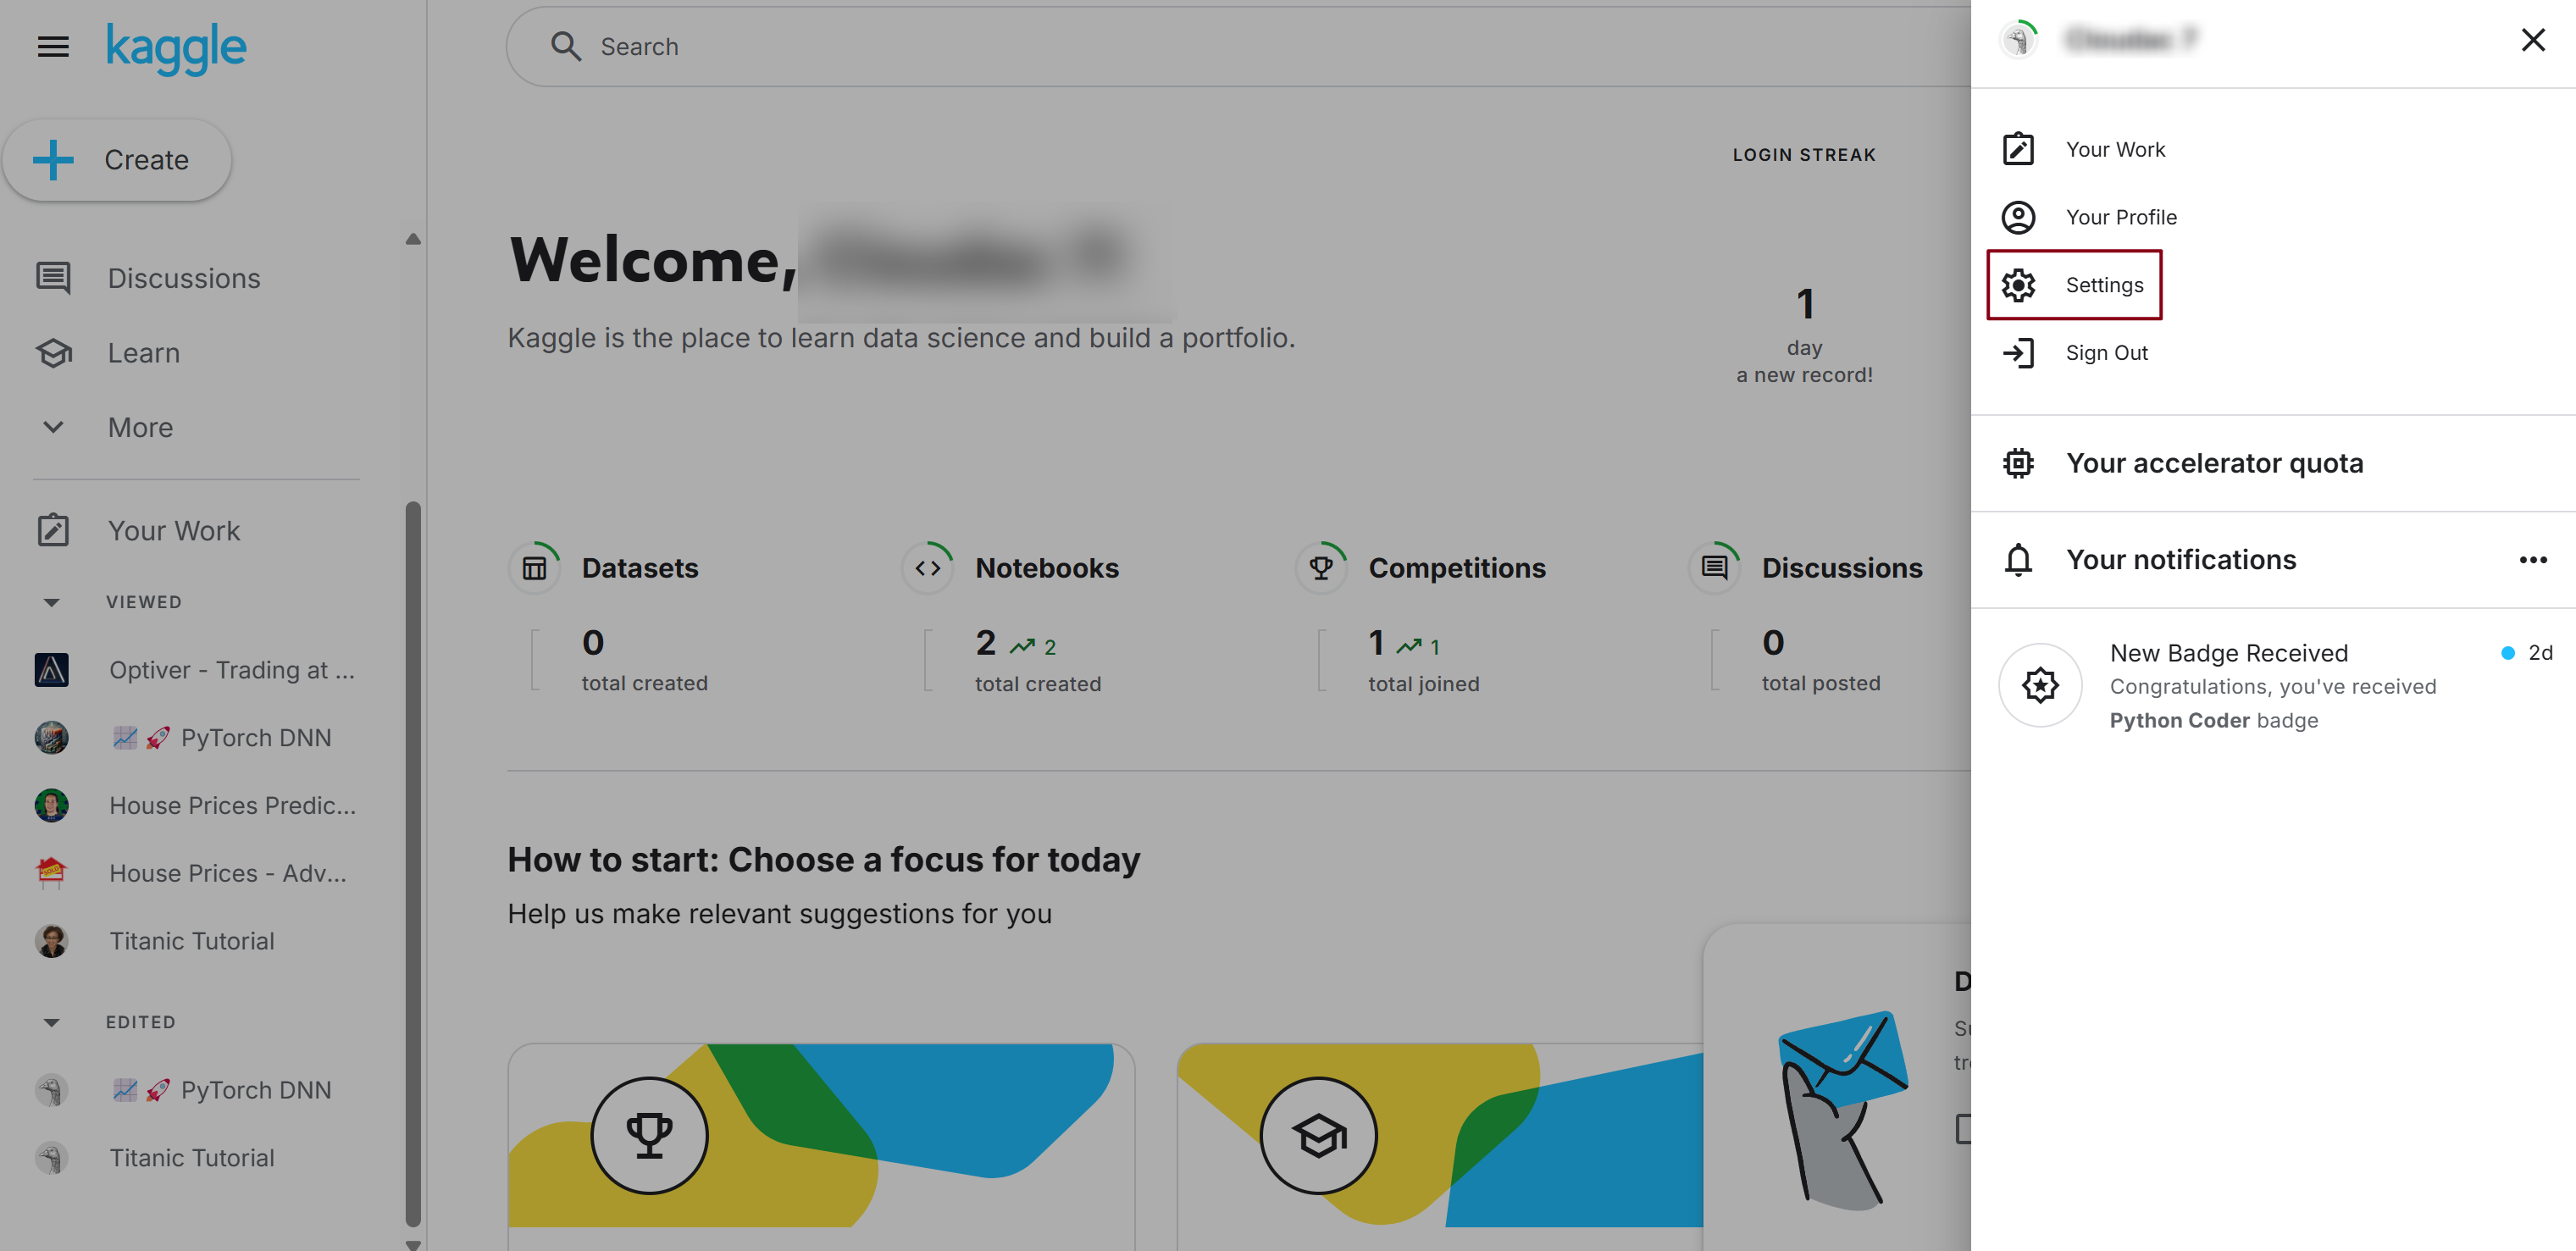 kaggle
Create
Discussions
Learn
More
Your Work
VIEWED
Optiver - Trading at ...
PyTorch DNN
House Prices Predic...
House Prices - Adv...
Titanic Tutorial
EDITED
PyTorch DNN
Titanic Tutorial
Search
LOGIN STREAK
Welcome,
Kaggle is the place to learn data science and build a portfolio.
1
day
a new record!
Datasets
0
total created
Notebooks
2 2
total created
Competitions
1 1
total joined
Discussions
0
total posted
How to start: Choose a focus for today
Help us make relevant suggestions for you
Your Work
Your Profile
Settings
Sign Out
Your accelerator quota
Your notifications
New Badge Received
2d
Congratulations, you've received
Python Coder badge